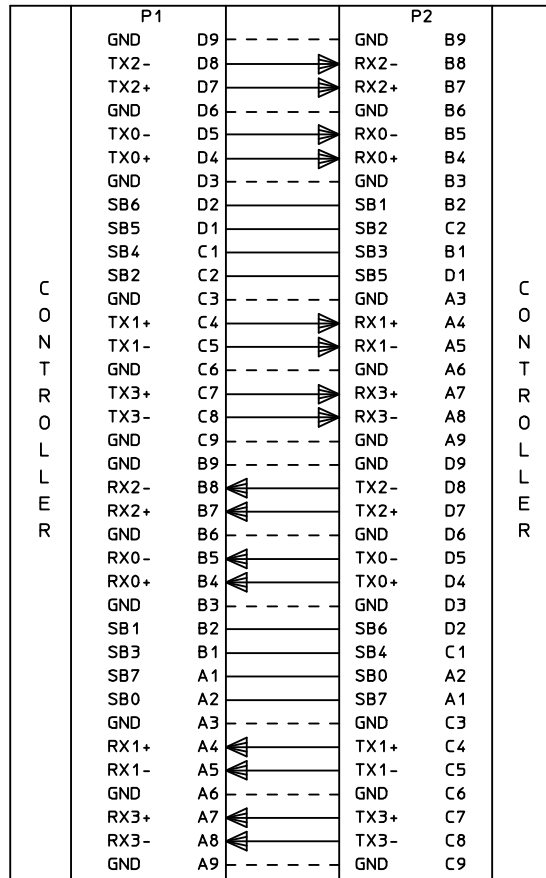 P1 P2
GND D9 GND B9
TX2- D8 RX2- B8
TX2+ D7 RX2+ B7
GND D6 GND B6
TX0- D5 RX0- B5
TX0+ D4 RX0+ B4
GND D3 GND B3
SB6 D2 SB1 B2
SB5 D1 SB2 C2
SB4 C1 SB3 B1
SB2 C2 SB5 D1
GND C3 GND A3
TX1+ C4 RX1+ A4
TX1- C5 RX1- A5
GND C6 GND A6
TX3+ C7 RX3+ A7
TX3- C8 RX3- A8
GND C9 GND A9
GND B9 GND D9
RX2- B8 TX2- D8
RX2+ B7 TX2+ D7
GND B6 GND D6
RX0- B5 TX0- D5
RX0+ B4 TX0+ D4
GND B3 GND D3
SB1 B2 SB6 D2
SB3 B1 SB4 C1
SB7 A1 SB0 A2
SB0 A2 SB7 A1
GND A3 GND C3
RX1+ A4 TX1+ C4
RX1- A5 TX1- C5
GND A6 GND C6
RX3+ A7 TX3+ C7
RX3- A8 TX3- C8
GND A9 GND C9
CONTROLLER
CONTROLLER